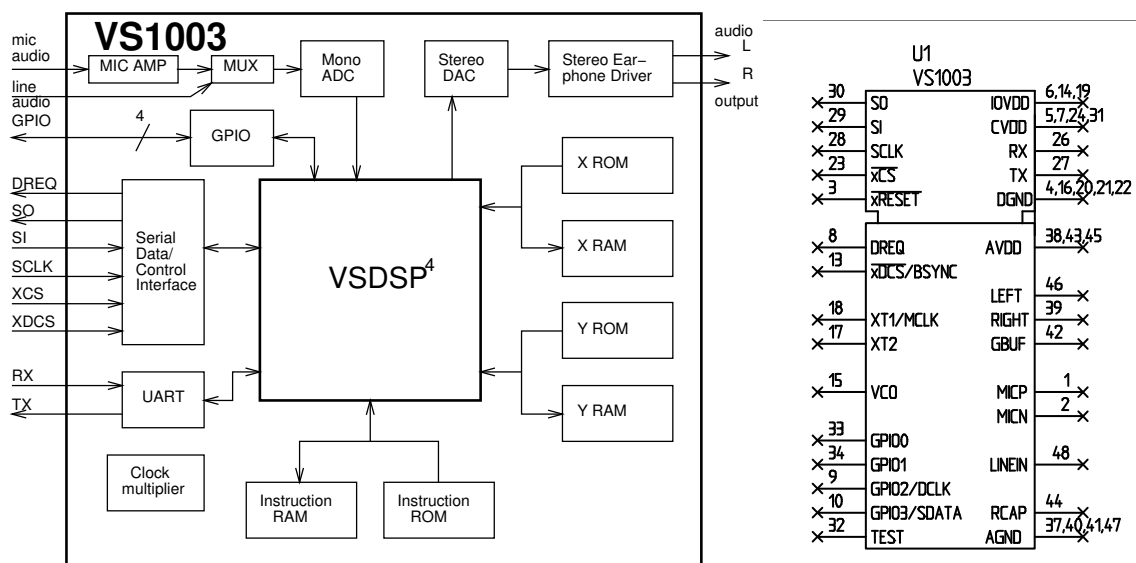 VS1003
mic
audio
MIC AMP
MUX
Mono
ADC
Stereo
DAC
Stereo Ear–
phone Driver
audio
L
R
output
line
audio
GPIO
4
GPIO
X ROM
DREQ
SO
SI
SCLK
XCS
XDCS
Serial
Data/
Control
Interface
VSDSP4
X RAM
Y ROM
Y RAM
RX
TX
UART
Clock
multiplier
Instruction
RAM
Instruction
ROM
U1
VS1003
30 SO IOVDD 6,14,19
29 SI CVDD 5,7,24,31
28 SCLK RX 26
23 xCS TX 27
3 xRESET DGND 4,16,20,21,22
8 DREQ AVDD 38,43,45
13 xDCS/BSYNC
LEFT 46
18 XT1/MCLK RIGHT 39
17 XT2 GBUF 42
15 VCO MICP 1
MICN 2
33 GPIO0
34 GPIO1 LINEIN 48
9 GPIO2/DCLK
10 GPIO3/SDATA RCAP 44
32 TEST AGND 37,40,41,47